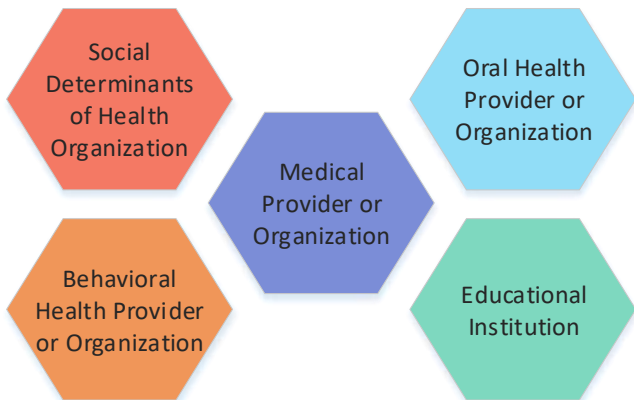 Social
Determinants
of Health
Organization
Oral Health
Provider or
Organization
Medical
Provider or
Organization
Behavioral
Health Provider
or Organization
Educational
Institution